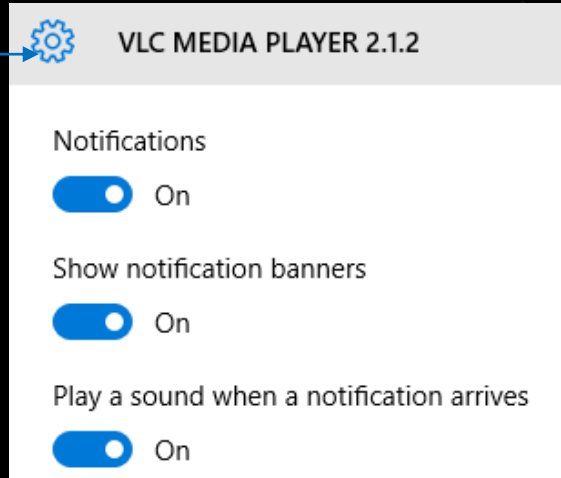 VLC MEDIA PLAYER 2.1.2
Notifications
On
Show notification banners
On
Play a sound when a notification arrives
On